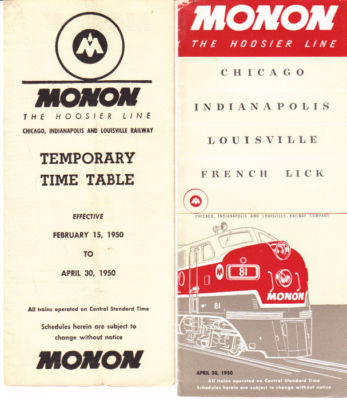 M
MONON
THE HOOSIER LINE
CHICAGO, INDIANAPOLIS AND LOUISVILLE RAILWAY
TEMPORARY
TIME TABLE
EFFECTIVE
FEBRUARY 15, 1950
TO
APRIL 30, 1950
All trains operated on Central Standard Time
Schedules herein are subject to
change without notice
MONON
MONON
THE HOOSIER LINE
CHICAGO
INDIANAPOLIS
LOUISVILLE
FRENCH LICK
M
CHICAGO, INDIANAPOLIS AND LOUISVILLE RAILWAY COMPANY
81
M
81
MONON
APRIL 30, 1950
All trains operated on Central Standard Time
Schedules herein are subject to change without notice